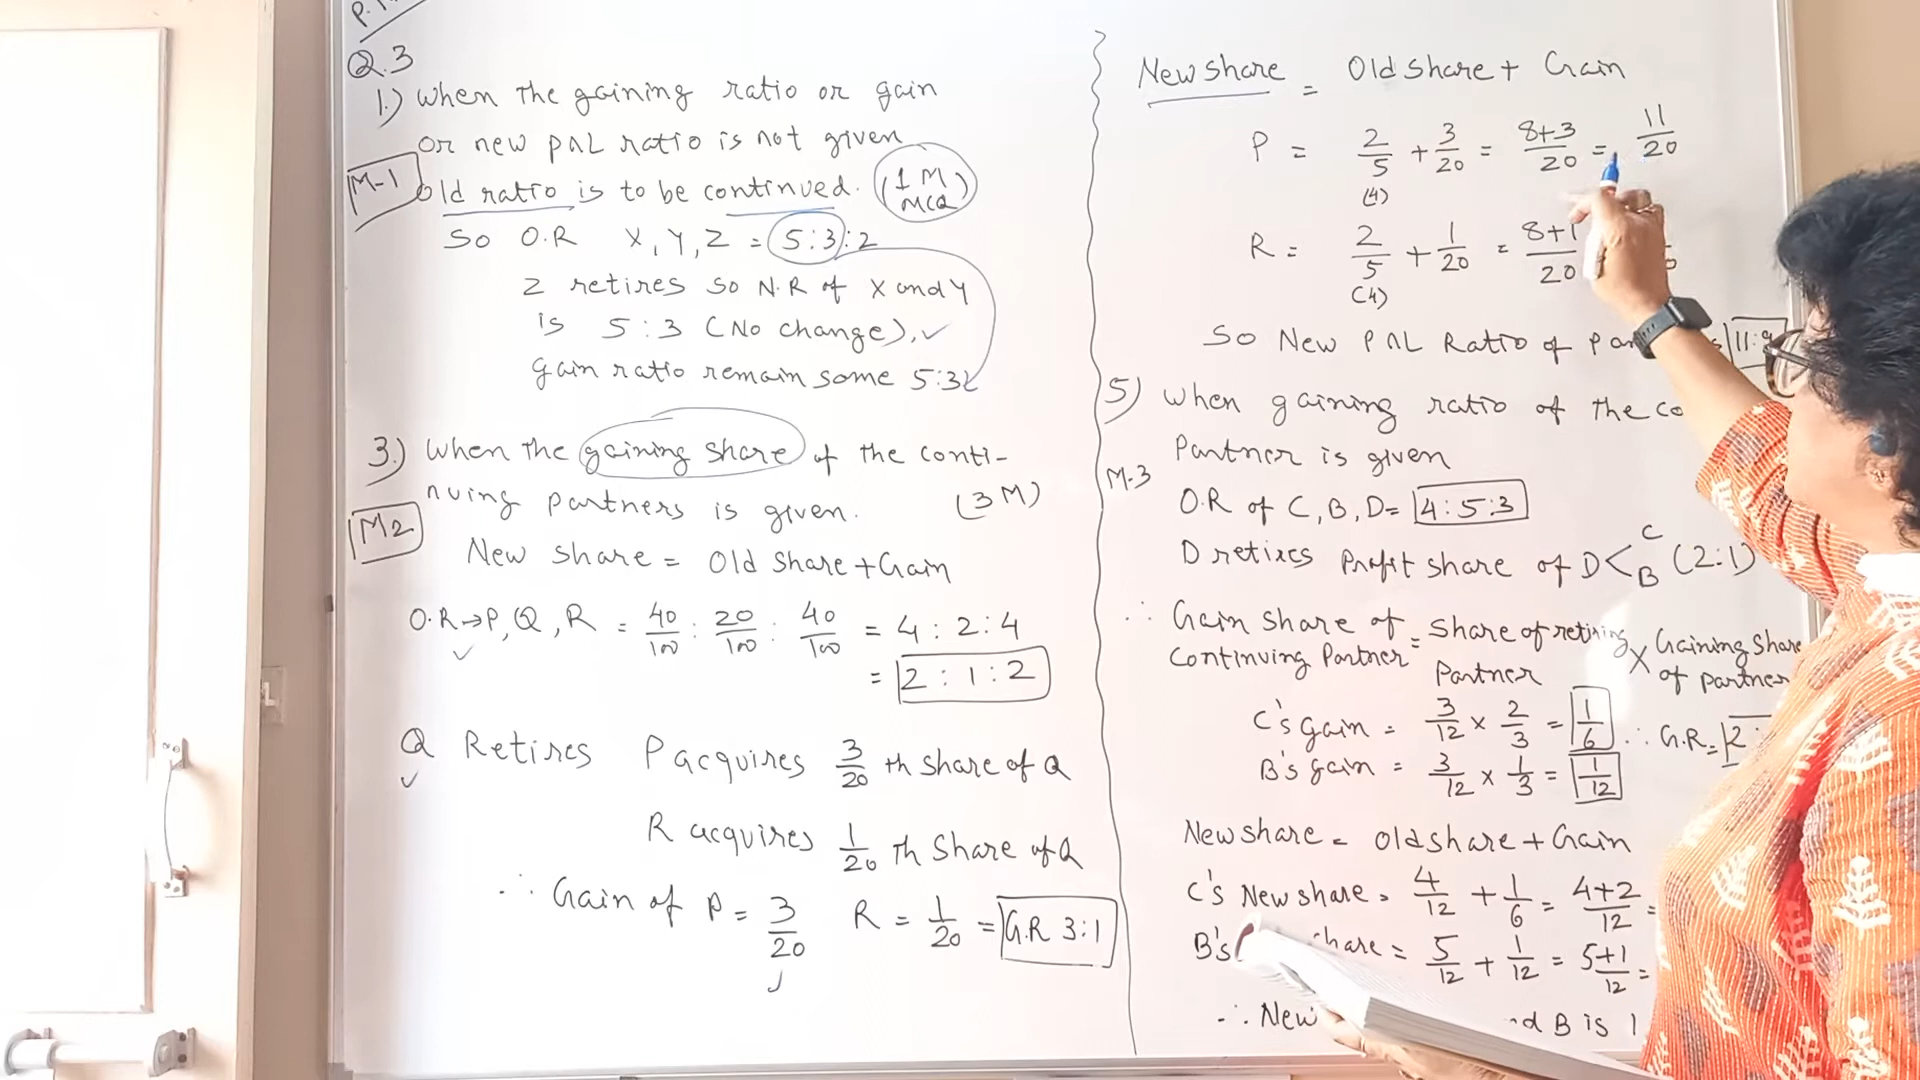 Q.3
1.) When the gaining ratio or gain
or new P&L ratio is not given
M-1 old ratio is to be continued. (1M MCQ)
So O.R X, Y, Z = 5:3:2
Z retires so N.R of X and Y
is 5:3 (No change), ✓
gain ratio remain same 5:3
3.) When the gaining share of the conti-
nuing partners is given. (3M)
M2
New share = Old share + Gain
O.R → P, Q, R = 40/100 : 20/100 : 40/100 = 4 : 2 : 4
= 2 : 1 : 2
Q Retires P acquires 3/20 th share of Q
R acquires 1/20 th Share of Q
∴ Gain of P = 3/20 R = 1/20 = G.R 3:1
New share = Old share + Gain
P = 2/5 + 3/20 = 8+3/20 = 11/20
(4)
R = 2/5 + 1/20 = 8+1/20
(4)
So New P&L Ratio of P 11:9
5) When gaining ratio of the co
Partner is given
M-3
O.R of C, B, D = 4:5:3
D retires Profit share of D < C B (2:1)
∴ Gain share of Continuing Partner = Share of retiring Partner × Gaining share of partner
C's gain = 3/12 × 2/3 = 1/6 ∴ G.R = 2:
B's gain = 3/12 × 1/3 = 1/12
New share = Old share + Gain
C's New share = 4/12 + 1/6 = 4+2/12 =
B's hare = 5/12 + 1/12 = 5+1/12 =
∴ New B is 1